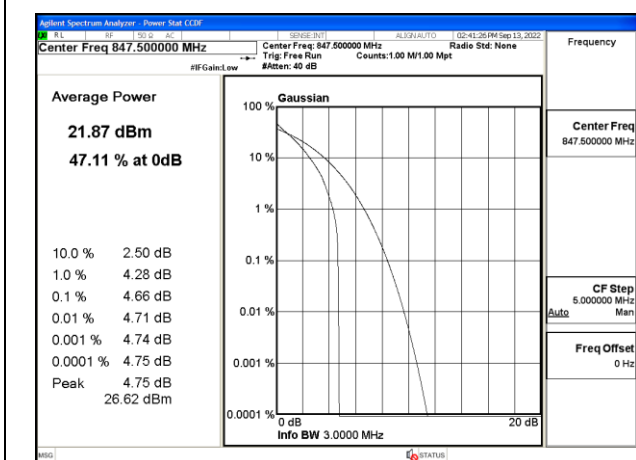 Agilent Spectrum Analyzer - Power Stat CCDF
RL RF 50 Ω AC SENSE:INT ALIGNAUTO 02:41:26 PM Sep 13, 2022
Center Freq 847.500000 MHz
Center Freq: 847.500000 MHz Radio Std: None
Trig: Free Run Counts:1.00 M/1.00 Mpt
#IFGain:Low #Atten: 40 dB
Frequency
Average Power
21.87 dBm
47.11 % at 0dB
10.0 % 2.50 dB
1.0 % 4.28 dB
0.1 % 4.66 dB
0.01 % 4.71 dB
0.001 % 4.74 dB
0.0001 % 4.75 dB
Peak 4.75 dB
26.62 dBm
Gaussian
100 %
10 %
1 %
0.1 %
0.01 %
0.001 %
0.0001 %
0 dB 20 dB
Info BW 3.0000 MHz
Center Freq
847.500000 MHz
CF Step
5.000000 MHz
Auto Man
Freq Offset
0 Hz
MSG STATUS